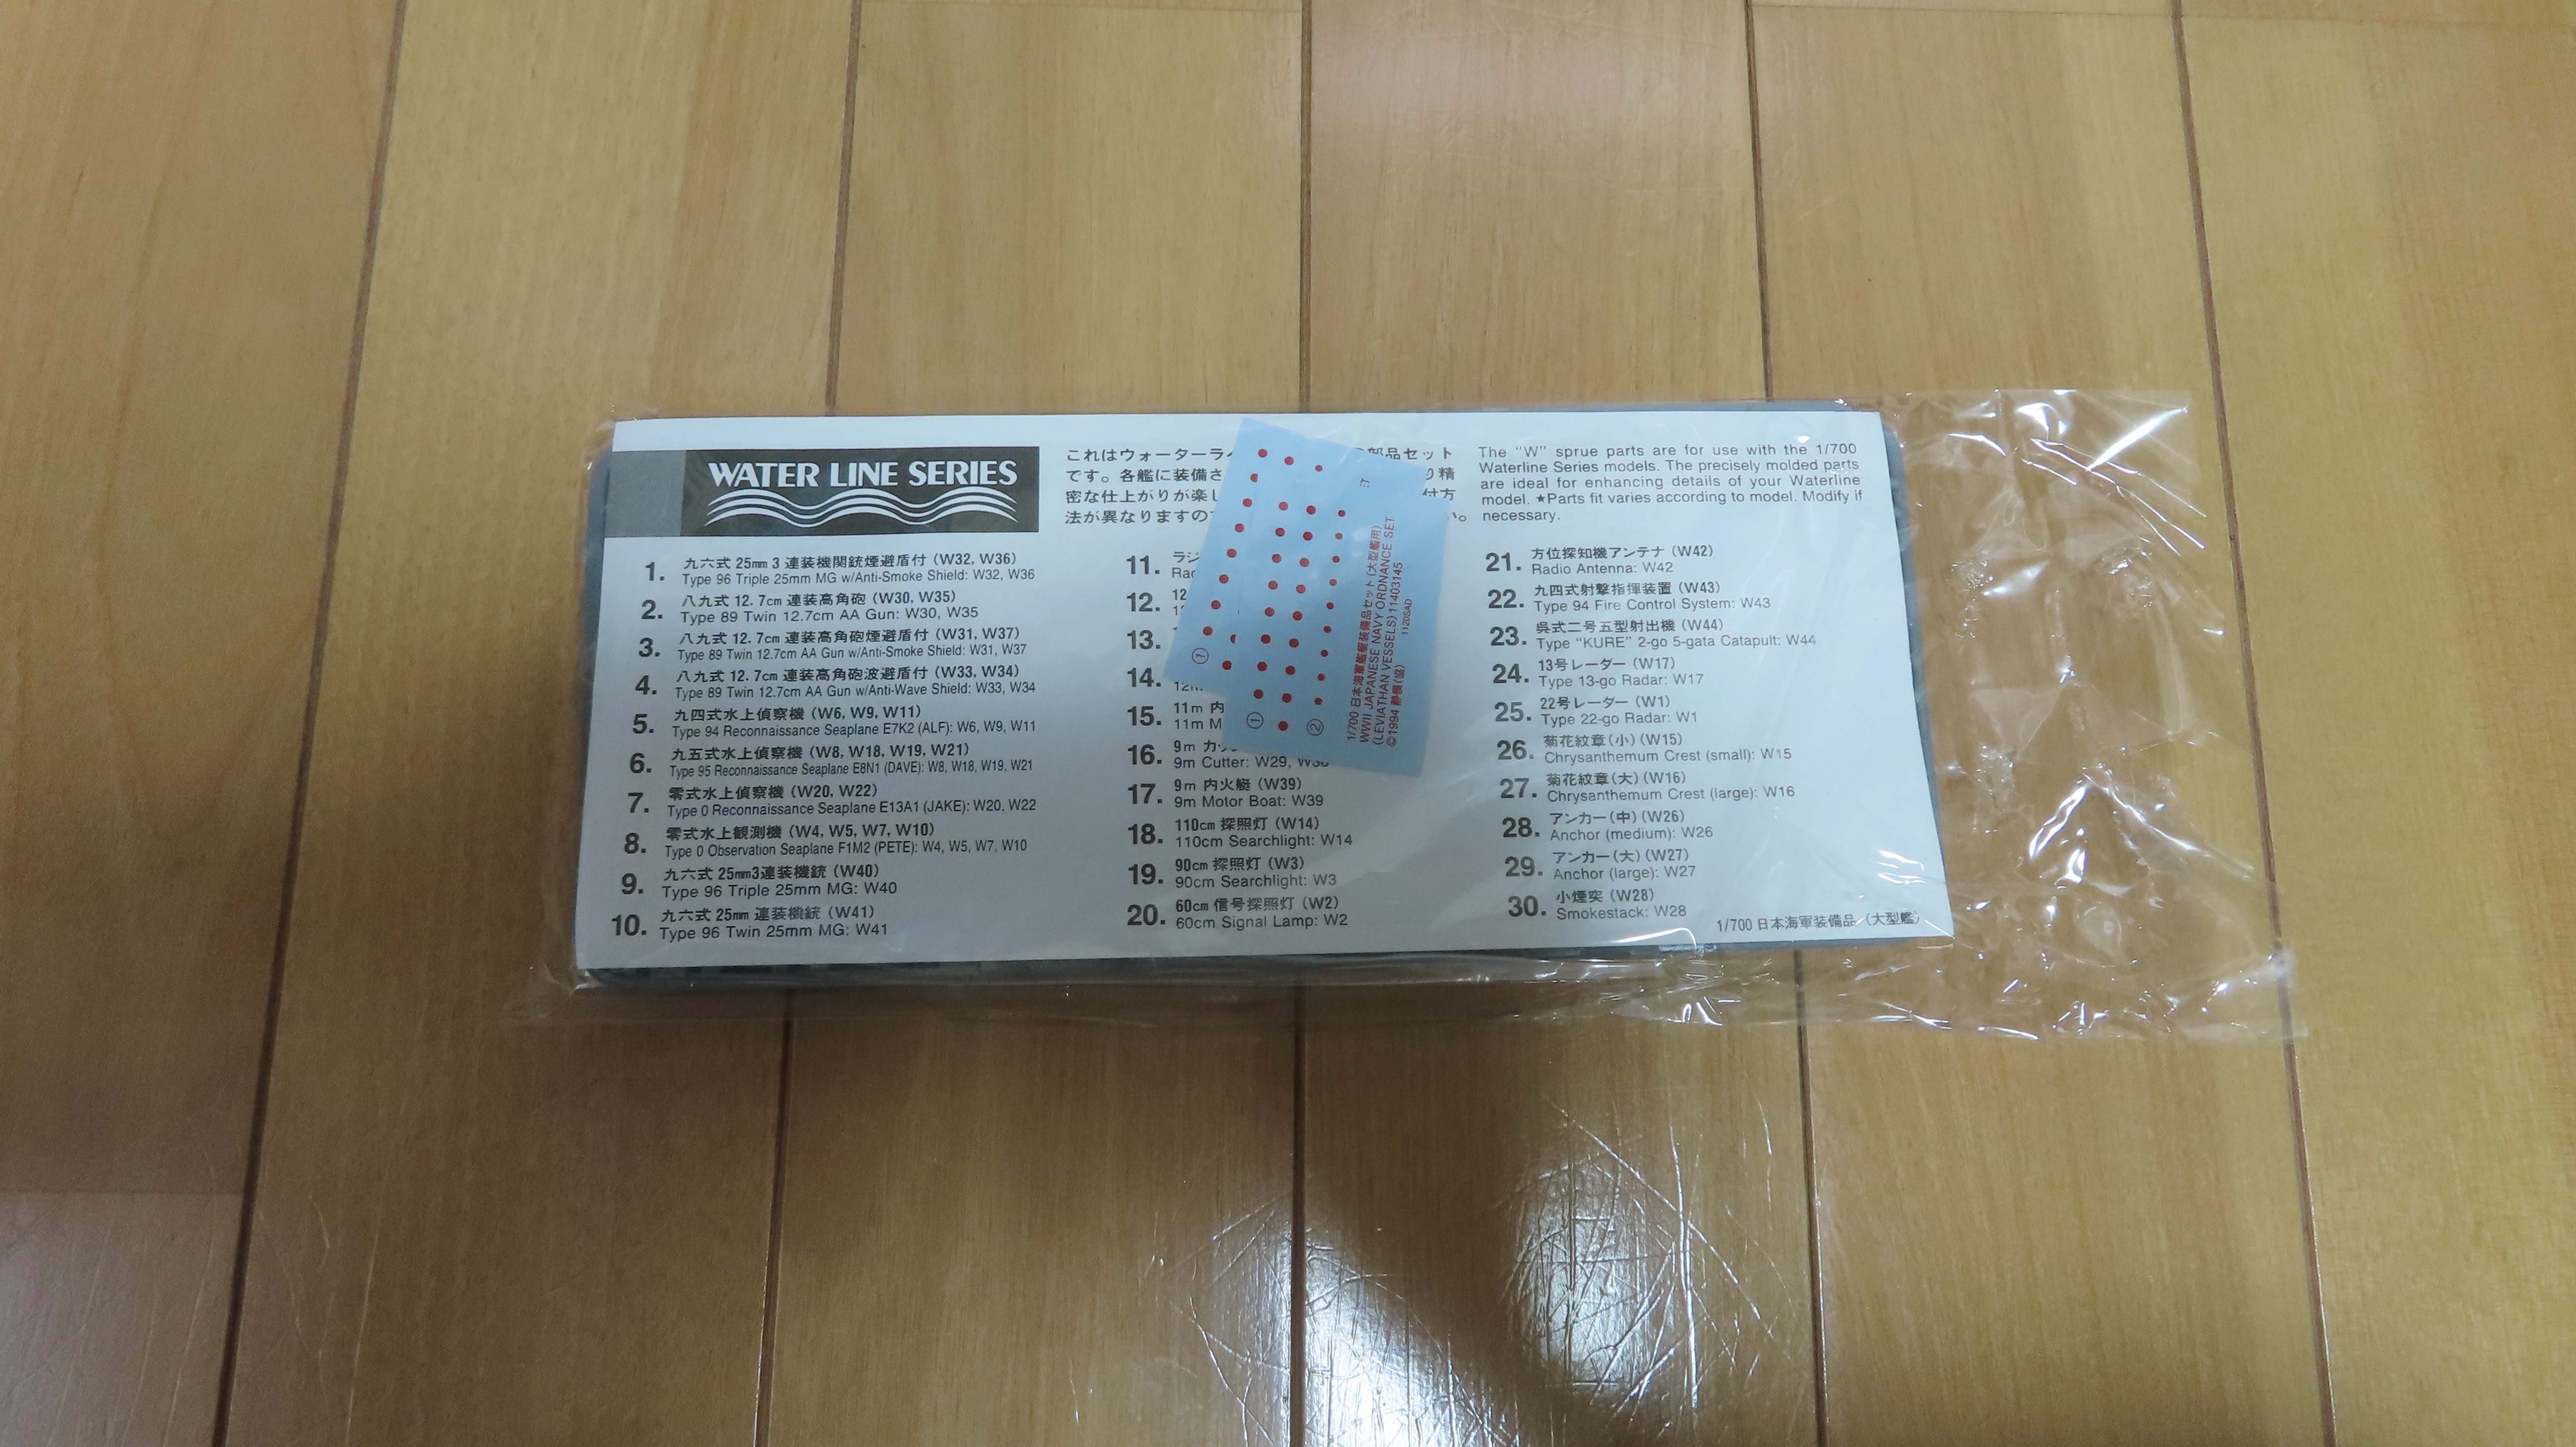 WATER LINE SERIES
これはウォーターライ
部品セット
です。各艦に装備さ
り精
密な仕上がりが楽し
付方
法が異なりますの
い。
The "W" sprue parts are for use with the 1/700
Waterline Series models. The precisely molded parts
are ideal for enhancing details of your Waterline
model. ★Parts fit varies according to model. Modify if
necessary.
1. 九六式 25mm 3 連装機関銃煙避盾付 (W32, W36)
Type 96 Triple 25mm MG w/Anti-Smoke Shield: W32, W36
2. 八九式 12.7cm 連装高角砲 (W30, W35)
Type 89 Twin 12.7cm AA Gun: W30, W35
3. 八九式 12.7cm 連装高角砲煙避盾付 (W31, W37)
Type 89 Twin 12.7cm AA Gun w/Anti-Smoke Shield: W31, W37
4. 八九式 12.7cm 連装高角砲波避盾付 (W33, W34)
Type 89 Twin 12.7cm AA Gun w/Anti-Wave Shield: W33, W34
5. 九四式水上偵察機 (W6, W9, W11)
Type 94 Reconnaissance Seaplane E7K2 (ALF): W6, W9, W11
6. 九五式水上偵察機 (W8, W18, W19, W21)
Type 95 Reconnaissance Seaplane E8N1 (DAVE): W8, W18, W19, W21
7. 零式水上偵察機 (W20, W22)
Type 0 Reconnaissance Seaplane E13A1 (JAKE): W20, W22
8. 零式水上観測機 (W4, W5, W7, W10)
Type 0 Observation Seaplane F1M2 (PETE): W4, W5, W7, W10
9. 九六式 25mm3連装機銃 (W40)
Type 96 Triple 25mm MG: W40
10. 九六式 25mm 連装機銃 (W41)
Type 96 Twin 25mm MG: W41
11. ラジ
Rad
12. 12
13.
14.
12m
15. 11m 内
11m M
16. 9m カッ
9m Cutter: W29,
17. 9m 内火艇 (W39)
9m Motor Boat: W39
18. 110cm 探照灯 (W14)
110cm Searchlight: W14
19. 90cm 探照灯 (W3)
90cm Searchlight: W3
20. 60cm 信号探照灯 (W2)
60cm Signal Lamp: W2
21. 方位探知機アンテナ (W42)
Radio Antenna: W42
22. 九四式射撃指揮装置 (W43)
Type 94 Fire Control System: W43
23. 呉式二号五型射出機 (W44)
Type "KURE" 2-go 5-gata Catapult: W44
24. 13号レーダー (W17)
Type 13-go Radar: W17
25. 22号レーダー (W1)
Type 22-go Radar: W1
26. 菊花紋章(小) (W15)
Chrysanthemum Crest (small): W15
27. 菊花紋章(大) (W16)
Chrysanthemum Crest (large): W16
28. アンカー(中) (W26)
Anchor (medium): W26
29. アンカー(大) (W27)
Anchor (large): W27
30. 小煙突 (W28)
Smokestack: W28
1/700 日本海軍装備品 (大型艦)
①
①
②
1/700 日本海軍艦艇装備品セット(大型艦用)
WWII JAPANESE NAVY ORDNANCE SET
(LEVIATHAN VESSELS) 11403145
©1994 静模(協)
1120SAD